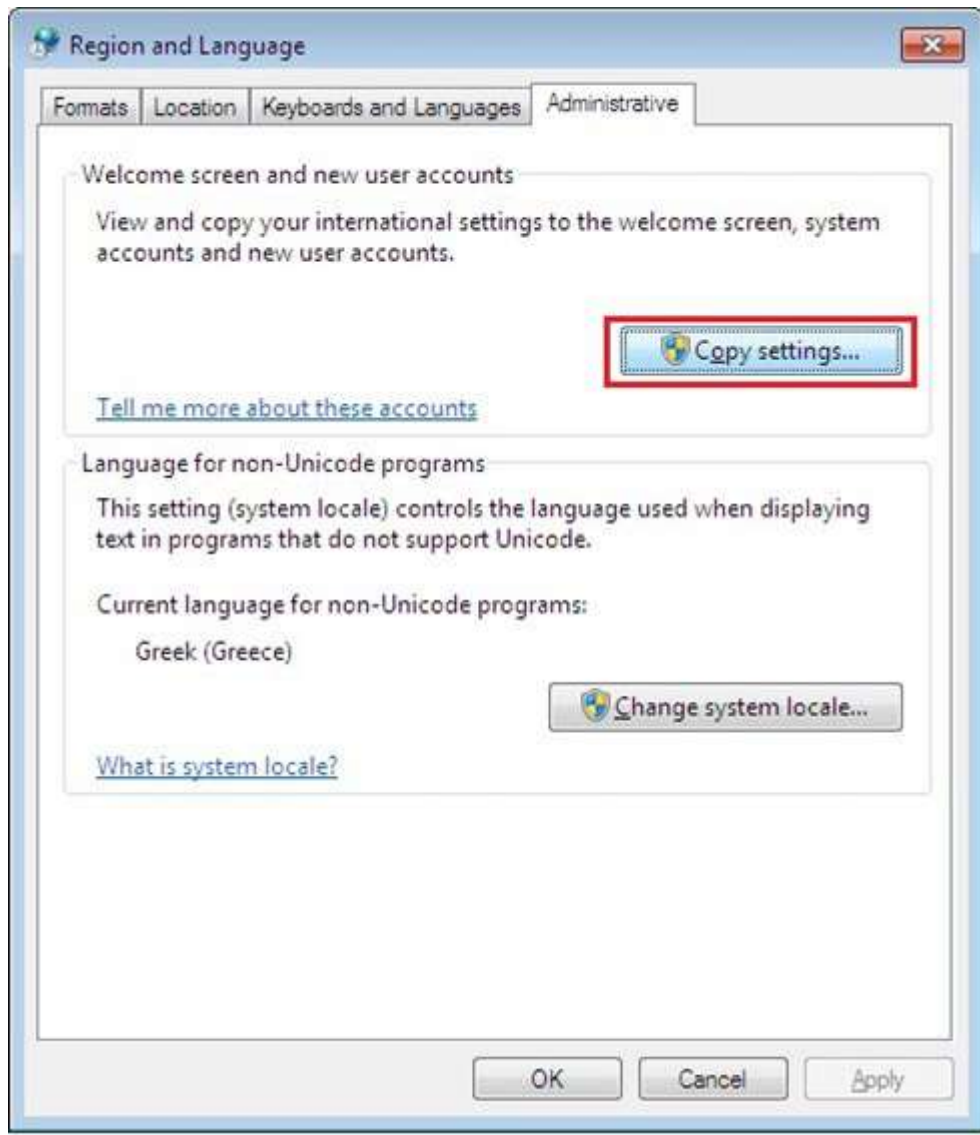 Region and Language
Formats Location Keyboards and Languages Administrative
Welcome screen and new user accounts
View and copy your international settings to the welcome screen, system
accounts and new user accounts.
Copy settings...
Tell me more about these accounts
Language for non-Unicode programs
This setting (system locale) controls the language used when displaying
text in programs that do not support Unicode.
Current language for non-Unicode programs:
Greek (Greece)
Change system locale...
What is system locale?
OK Cancel Apply